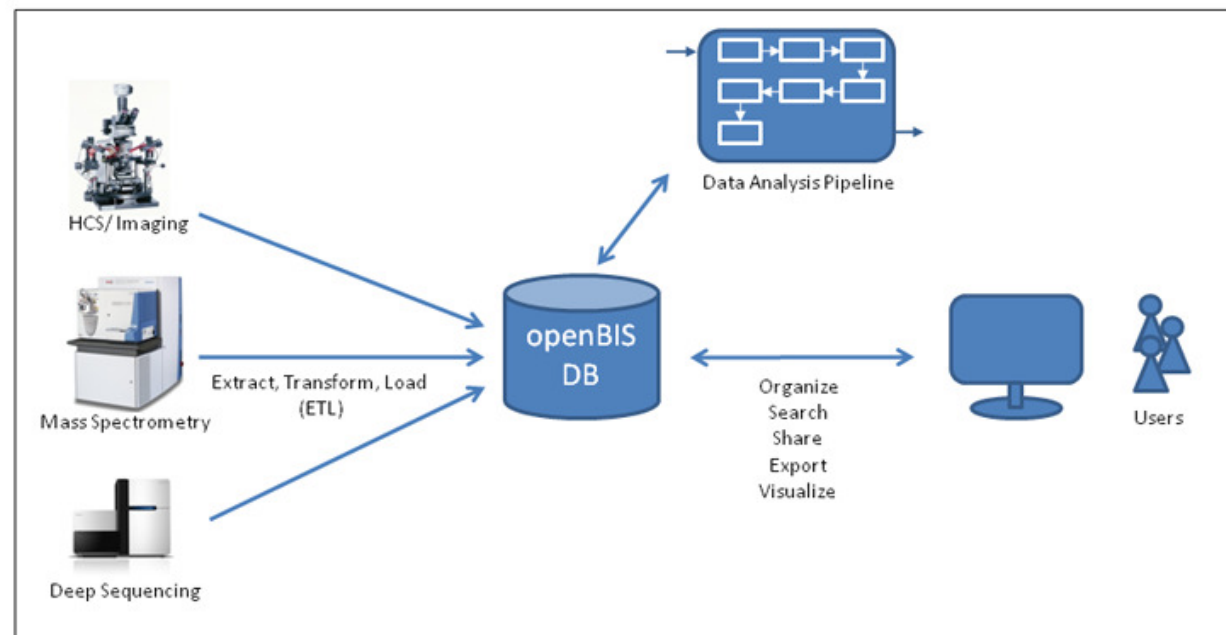 Data Analysis Pipeline
HCS/ Imaging
openBIS
DB
Extract, Transform, Load
(ETL)
Mass Spectrometry
Organize
Search
Share
Export
Visualize
Users
Deep Sequencing